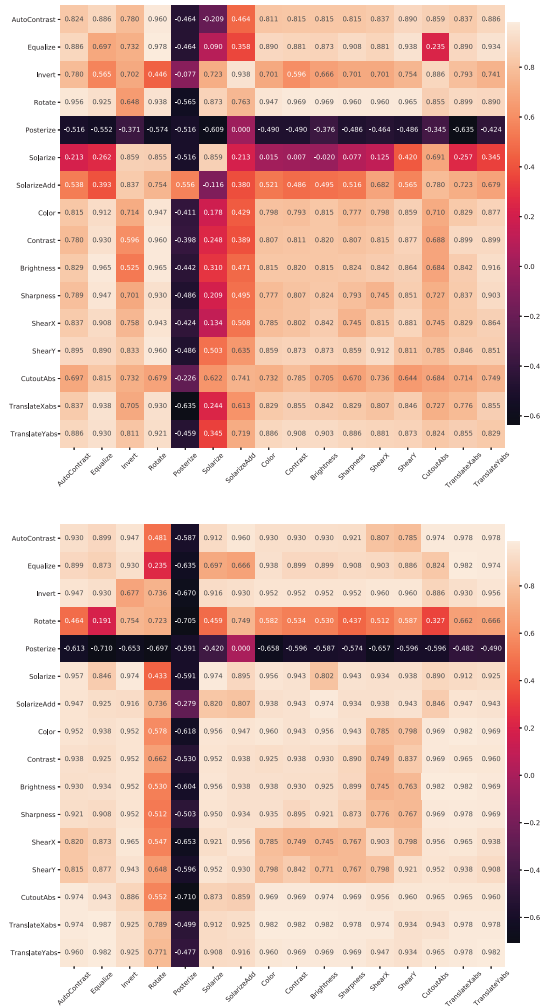 AutoContrast 0.824 0.886 0.780 0.960 -0.464 -0.209 0.464 0.811 0.815 0.815 0.775 0.837 0.890 0.859 0.837 0.886
Equalize 0.886 0.697 0.732 0.978 -0.464 0.090 0.358 0.890 0.881 0.873 0.908 0.881 0.938 0.235 0.890 0.934
Invert 0.780 0.565 0.702 0.446 -0.077 0.723 0.938 0.701 0.596 0.666 0.701 0.701 0.754 0.886 0.793 0.741
Rotate 0.956 0.925 0.648 0.938 -0.565 0.873 0.763 0.947 0.969 0.969 0.960 0.960 0.965 0.855 0.899 0.890
Posterize -0.516 -0.552 -0.371 -0.574 -0.516 -0.609 0.000 -0.490 -0.490 -0.376 -0.486 -0.464 -0.486 -0.345 -0.635 -0.424
Solarize 0.213 0.262 0.859 0.855 -0.516 0.859 0.213 0.015 0.007 -0.020 0.077 0.125 0.420 0.691 0.257 0.345
SolarizeAdd 0.538 0.393 0.837 0.754 0.556 -0.116 0.380 0.521 0.486 0.495 0.516 0.682 0.565 0.780 0.723 0.679
Color 0.815 0.912 0.714 0.947 -0.411 0.178 0.429 0.798 0.793 0.815 0.777 0.798 0.859 0.710 0.829 0.877
Contrast 0.780 0.930 0.596 0.960 -0.398 0.248 0.389 0.807 0.811 0.820 0.807 0.815 0.877 0.688 0.899 0.899
Brightness 0.829 0.965 0.525 0.965 -0.442 0.310 0.471 0.815 0.820 0.815 0.824 0.842 0.864 0.684 0.842 0.916
Sharpness 0.789 0.947 0.701 0.930 -0.486 0.209 0.495 0.777 0.807 0.824 0.793 0.745 0.851 0.727 0.837 0.903
ShearX 0.837 0.908 0.758 0.943 -0.424 0.134 0.508 0.785 0.802 0.842 0.745 0.815 0.881 0.745 0.829 0.864
ShearY 0.895 0.890 0.833 0.960 -0.486 0.503 0.635 0.859 0.873 0.873 0.859 0.912 0.811 0.785 0.846 0.851
CutoutAbs 0.697 0.815 0.732 0.679 -0.226 0.622 0.741 0.732 0.785 0.705 0.670 0.736 0.644 0.684 0.714 0.749
TranslateXabs 0.837 0.938 0.705 0.930 -0.635 0.244 0.613 0.829 0.855 0.842 0.829 0.807 0.846 0.727 0.776 0.855
TranslateYabs 0.886 0.930 0.811 0.921 -0.459 0.345 0.719 0.886 0.908 0.903 0.886 0.881 0.873 0.824 0.855 0.829
AutoContrast Equalize Invert Rotate Posterize Solarize SolarizeAdd Color Contrast Brightness Sharpness ShearX ShearY CutoutAbs TranslateXabs TranslateYabs
0.8
0.6
0.4
0.2
0.0
−0.2
−0.4
−0.6
AutoContrast 0.930 0.899 0.947 0.481 -0.587 0.912 0.960 0.930 0.930 0.930 0.921 0.807 0.785 0.974 0.978 0.978
Equalize 0.899 0.873 0.930 0.235 -0.635 0.697 0.666 0.938 0.899 0.899 0.908 0.903 0.886 0.824 0.982 0.974
Invert 0.947 0.930 0.677 0.736 -0.670 0.916 0.930 0.952 0.952 0.952 0.952 0.960 0.960 0.886 0.930 0.956
Rotate 0.464 0.191 0.754 0.723 -0.705 0.459 0.749 0.582 0.534 0.530 0.437 0.512 0.587 0.327 0.662 0.666
Posterize -0.613 -0.710 -0.653 -0.697 -0.591 -0.420 0.000 -0.658 -0.596 -0.587 -0.574 -0.657 -0.596 -0.596 -0.482 -0.490
Solarize 0.957 0.846 0.974 0.433 -0.591 0.974 0.895 0.956 0.890 0.802 0.943 0.934 0.938 0.890 0.912 0.925
SolarizeAdd 0.947 0.925 0.916 0.736 -0.279 0.820 0.807 0.938 0.943 0.974 0.934 0.938 0.943 0.846 0.947 0.943
Color 0.952 0.938 0.952 0.578 -0.618 0.956 0.947 0.960 0.943 0.956 0.943 0.785 0.798 0.969 0.982 0.969
Contrast 0.938 0.925 0.952 0.662 -0.530 0.952 0.938 0.925 0.938 0.930 0.890 0.749 0.837 0.969 0.960 0.965
Brightness 0.930 0.934 0.952 0.530 -0.604 0.956 0.952 0.930 0.925 0.930 0.899 0.745 0.763 0.982 0.982 0.969
Sharpness 0.921 0.908 0.952 0.512 -0.503 0.934 0.950 0.935 0.895 0.921 0.873 0.776 0.767 0.969 0.965 0.960
ShearX 0.820 0.873 0.965 0.547 -0.653 0.921 0.943 0.785 0.769 0.745 0.767 0.903 0.798 0.965 0.934 0.969
ShearY 0.815 0.877 0.943 0.648 -0.596 0.952 0.930 0.798 0.842 0.771 0.767 0.798 0.921 0.952 0.938 0.908
CutoutAbs 0.974 0.943 0.886 0.552 -0.710 0.873 0.859 0.969 0.969 0.974 0.965 0.969 0.952 0.960 0.965 0.965
TranslateXabs 0.974 0.987 0.925 0.789 -0.499 0.912 0.925 0.982 0.982 0.982 0.978 0.974 0.934 0.943 0.978 0.978
TranslateYabs 0.960 0.982 0.925 0.771 -0.477 0.908 0.916 0.965 0.969 0.969 0.969 0.947 0.934 0.965 0.978 0.982
AutoContrast Equalize Invert Rotate Posterize Solarize SolarizeAdd Color Contrast Brightness Sharpness ShearX ShearY CutoutAbs TranslateXabs TranslateYabs
0.8
0.6
0.4
0.2
0.0
−0.2
−0.4
−0.6